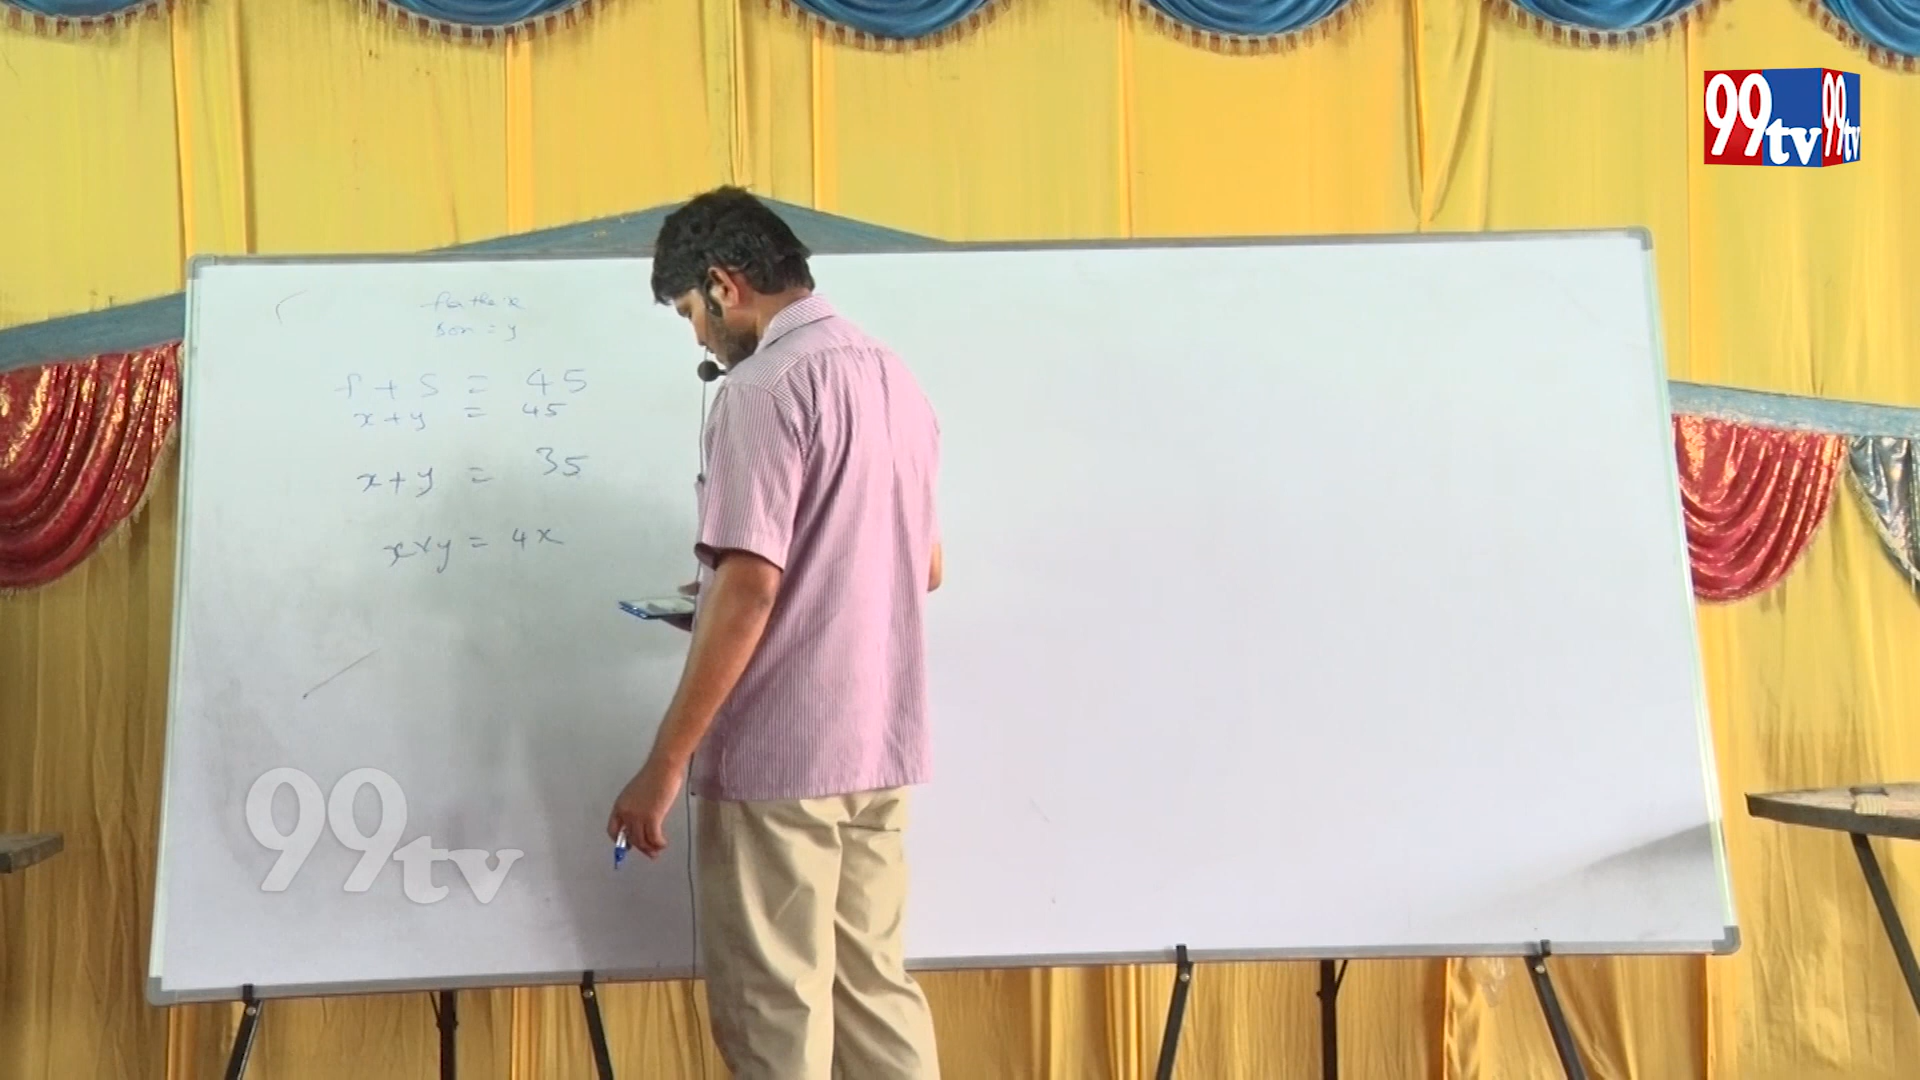 99tv 99tv
father x
son = y
f + s = 45
x + y = 45
x + y = 35
x + y = 4x
99tv